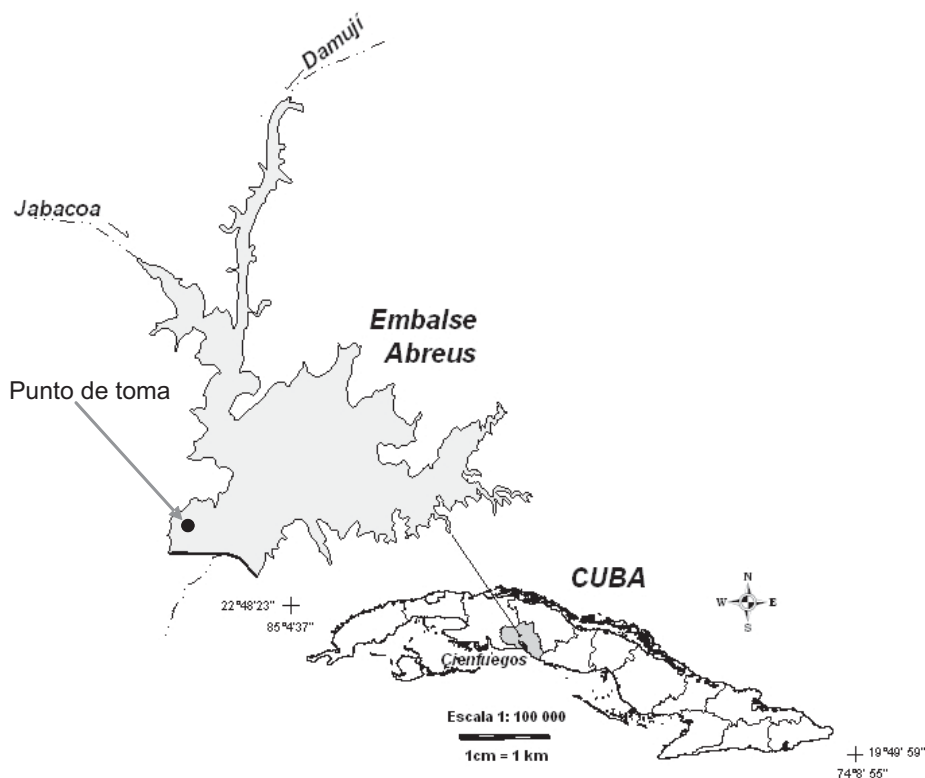 Damují
Jabacoa
Embalse
Abreus
Punto de toma
CUBA
N
W E
S
22°48'23"
85°4'37"
Cienfuegos
Escala 1: 100 000
1cm = 1 km
19°49' 59"
74°8' 55"